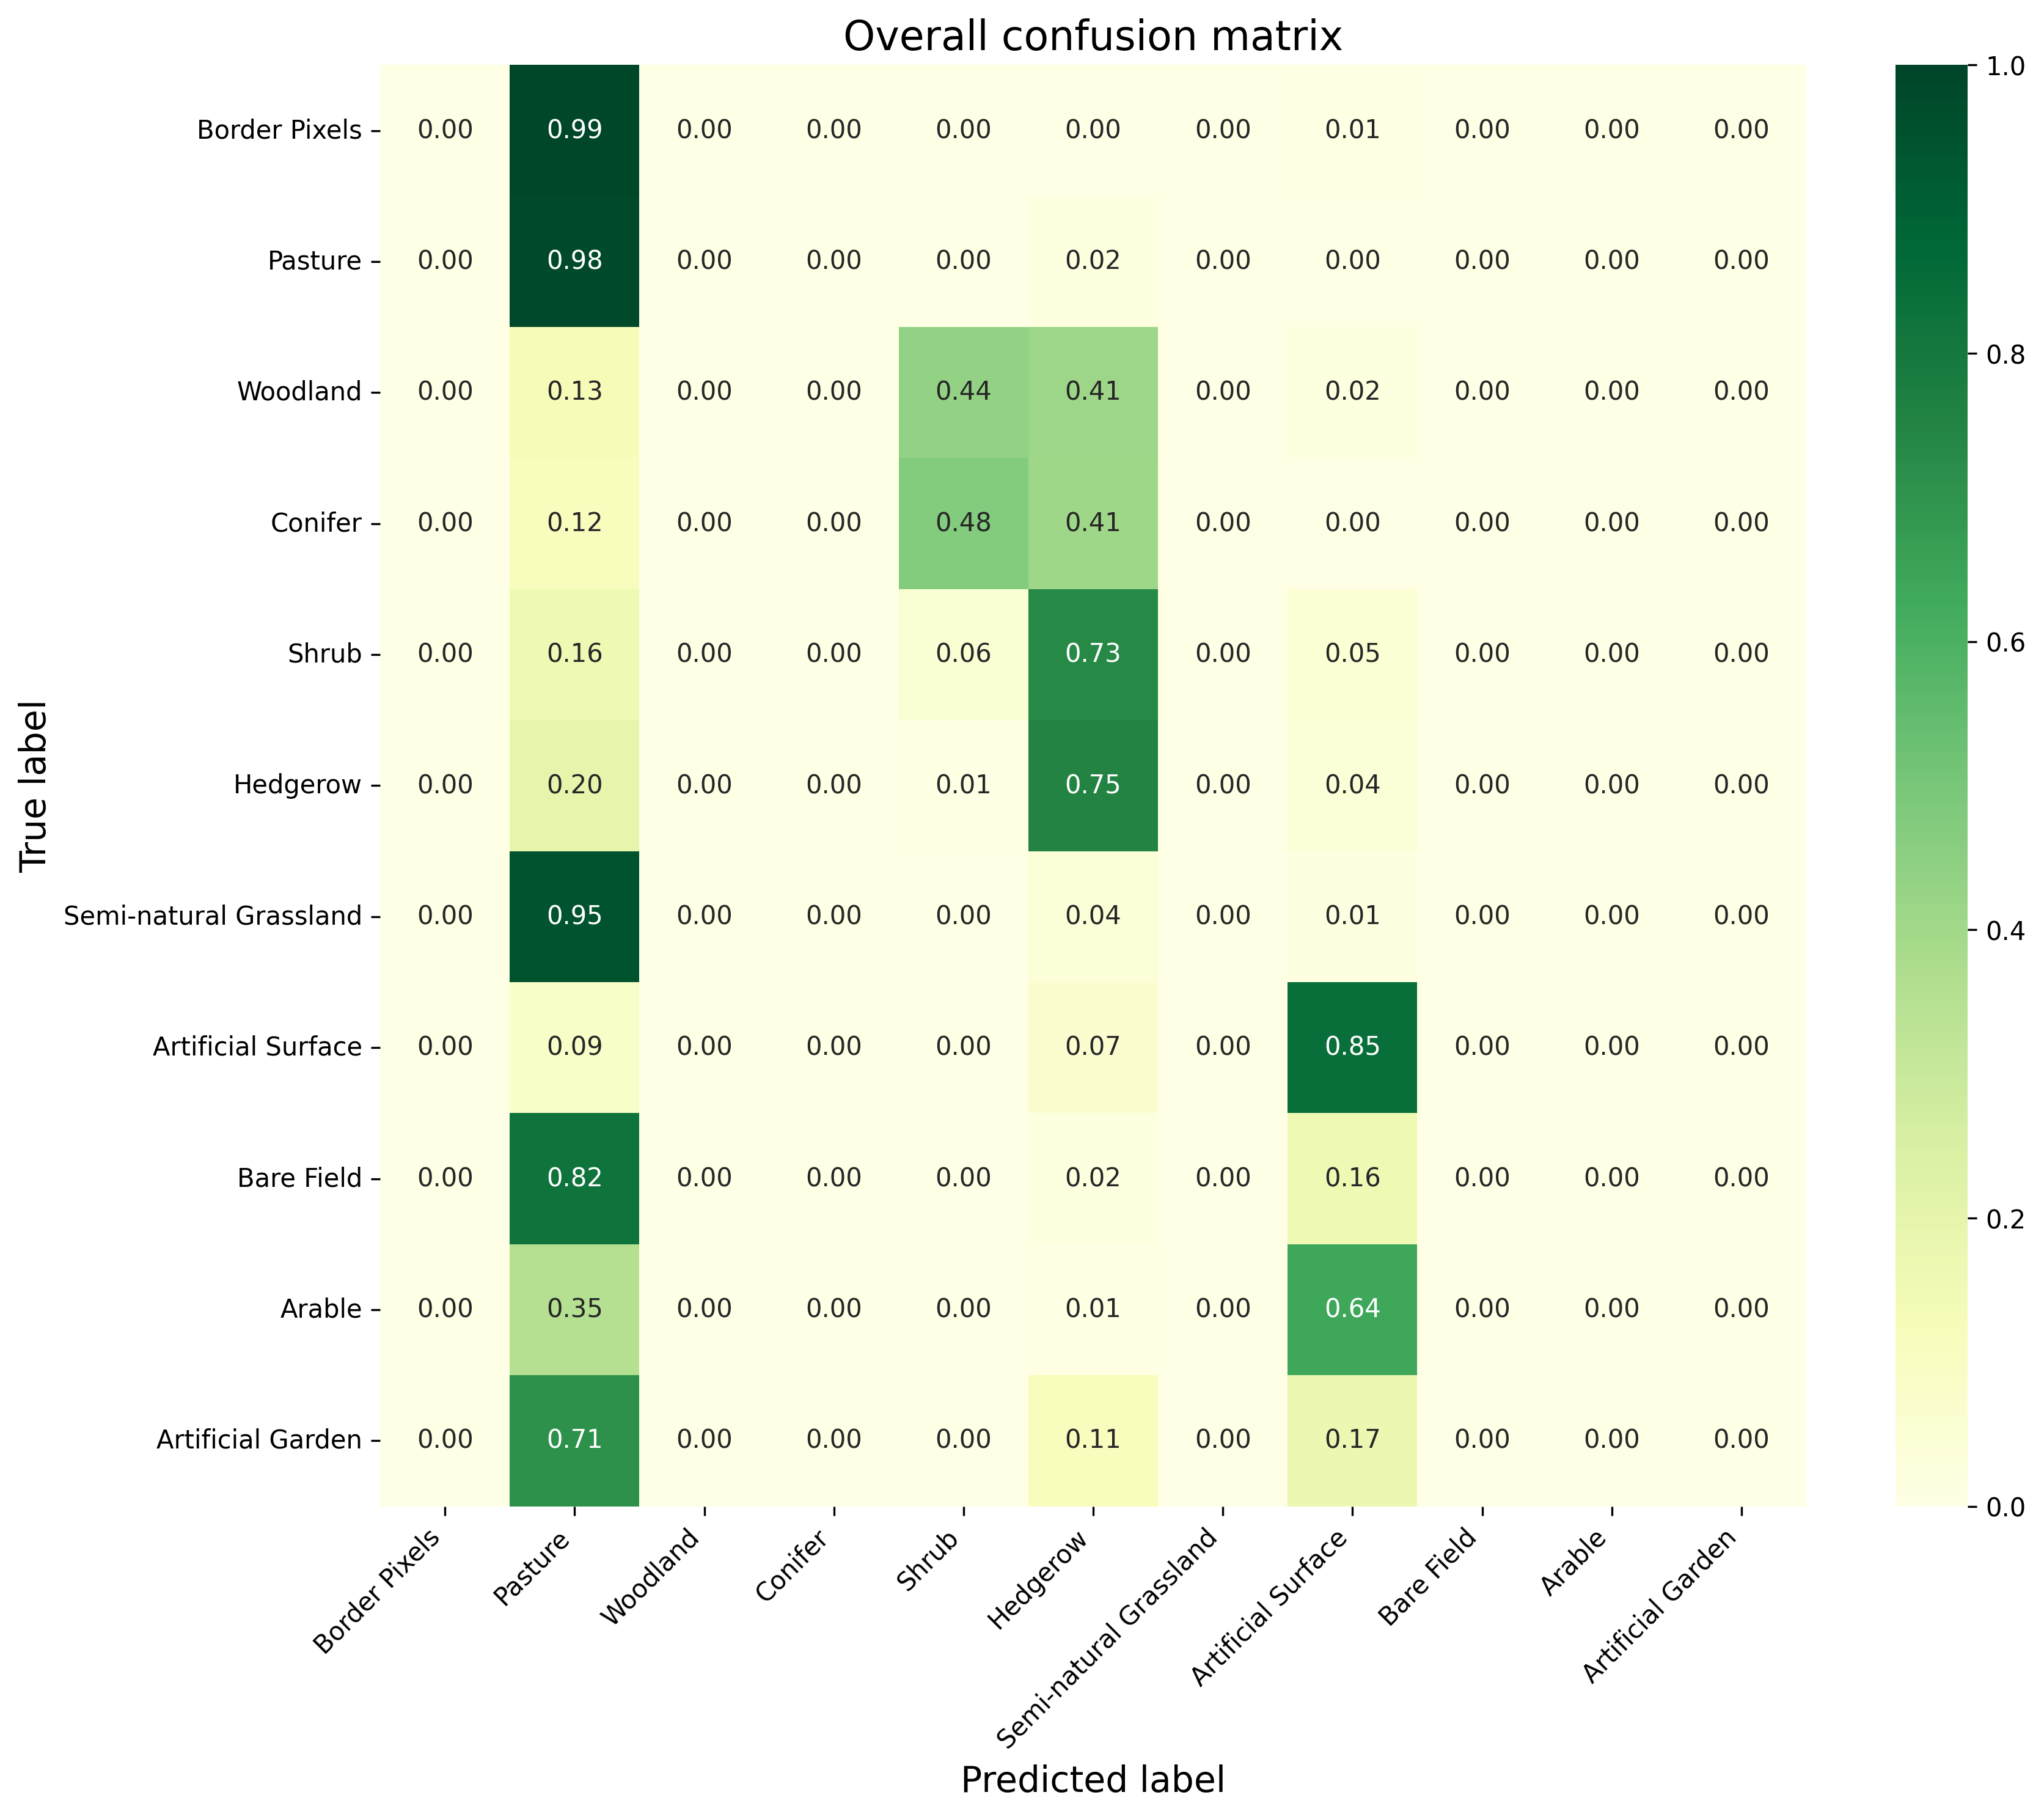 Overall confusion matrix
True label
Border Pixels 0.00 0.99 0.00 0.00 0.00 0.00 0.00 0.01 0.00 0.00 0.00
Pasture 0.00 0.98 0.00 0.00 0.00 0.02 0.00 0.00 0.00 0.00 0.00
Woodland 0.00 0.13 0.00 0.00 0.44 0.41 0.00 0.02 0.00 0.00 0.00
Conifer 0.00 0.12 0.00 0.00 0.48 0.41 0.00 0.00 0.00 0.00 0.00
Shrub 0.00 0.16 0.00 0.00 0.06 0.73 0.00 0.05 0.00 0.00 0.00
Hedgerow 0.00 0.20 0.00 0.00 0.01 0.75 0.00 0.04 0.00 0.00 0.00
Semi-natural Grassland 0.00 0.95 0.00 0.00 0.00 0.04 0.00 0.01 0.00 0.00 0.00
Artificial Surface 0.00 0.09 0.00 0.00 0.00 0.07 0.00 0.85 0.00 0.00 0.00
Bare Field 0.00 0.82 0.00 0.00 0.00 0.02 0.00 0.16 0.00 0.00 0.00
Arable 0.00 0.35 0.00 0.00 0.00 0.01 0.00 0.64 0.00 0.00 0.00
Artificial Garden 0.00 0.71 0.00 0.00 0.00 0.11 0.00 0.17 0.00 0.00 0.00
Border Pixels
Pasture
Woodland
Conifer
Shrub
Hedgerow
Semi-natural Grassland
Artificial Surface
Bare Field
Arable
Artificial Garden
Predicted label
1.0
0.8
0.6
0.4
0.2
0.0